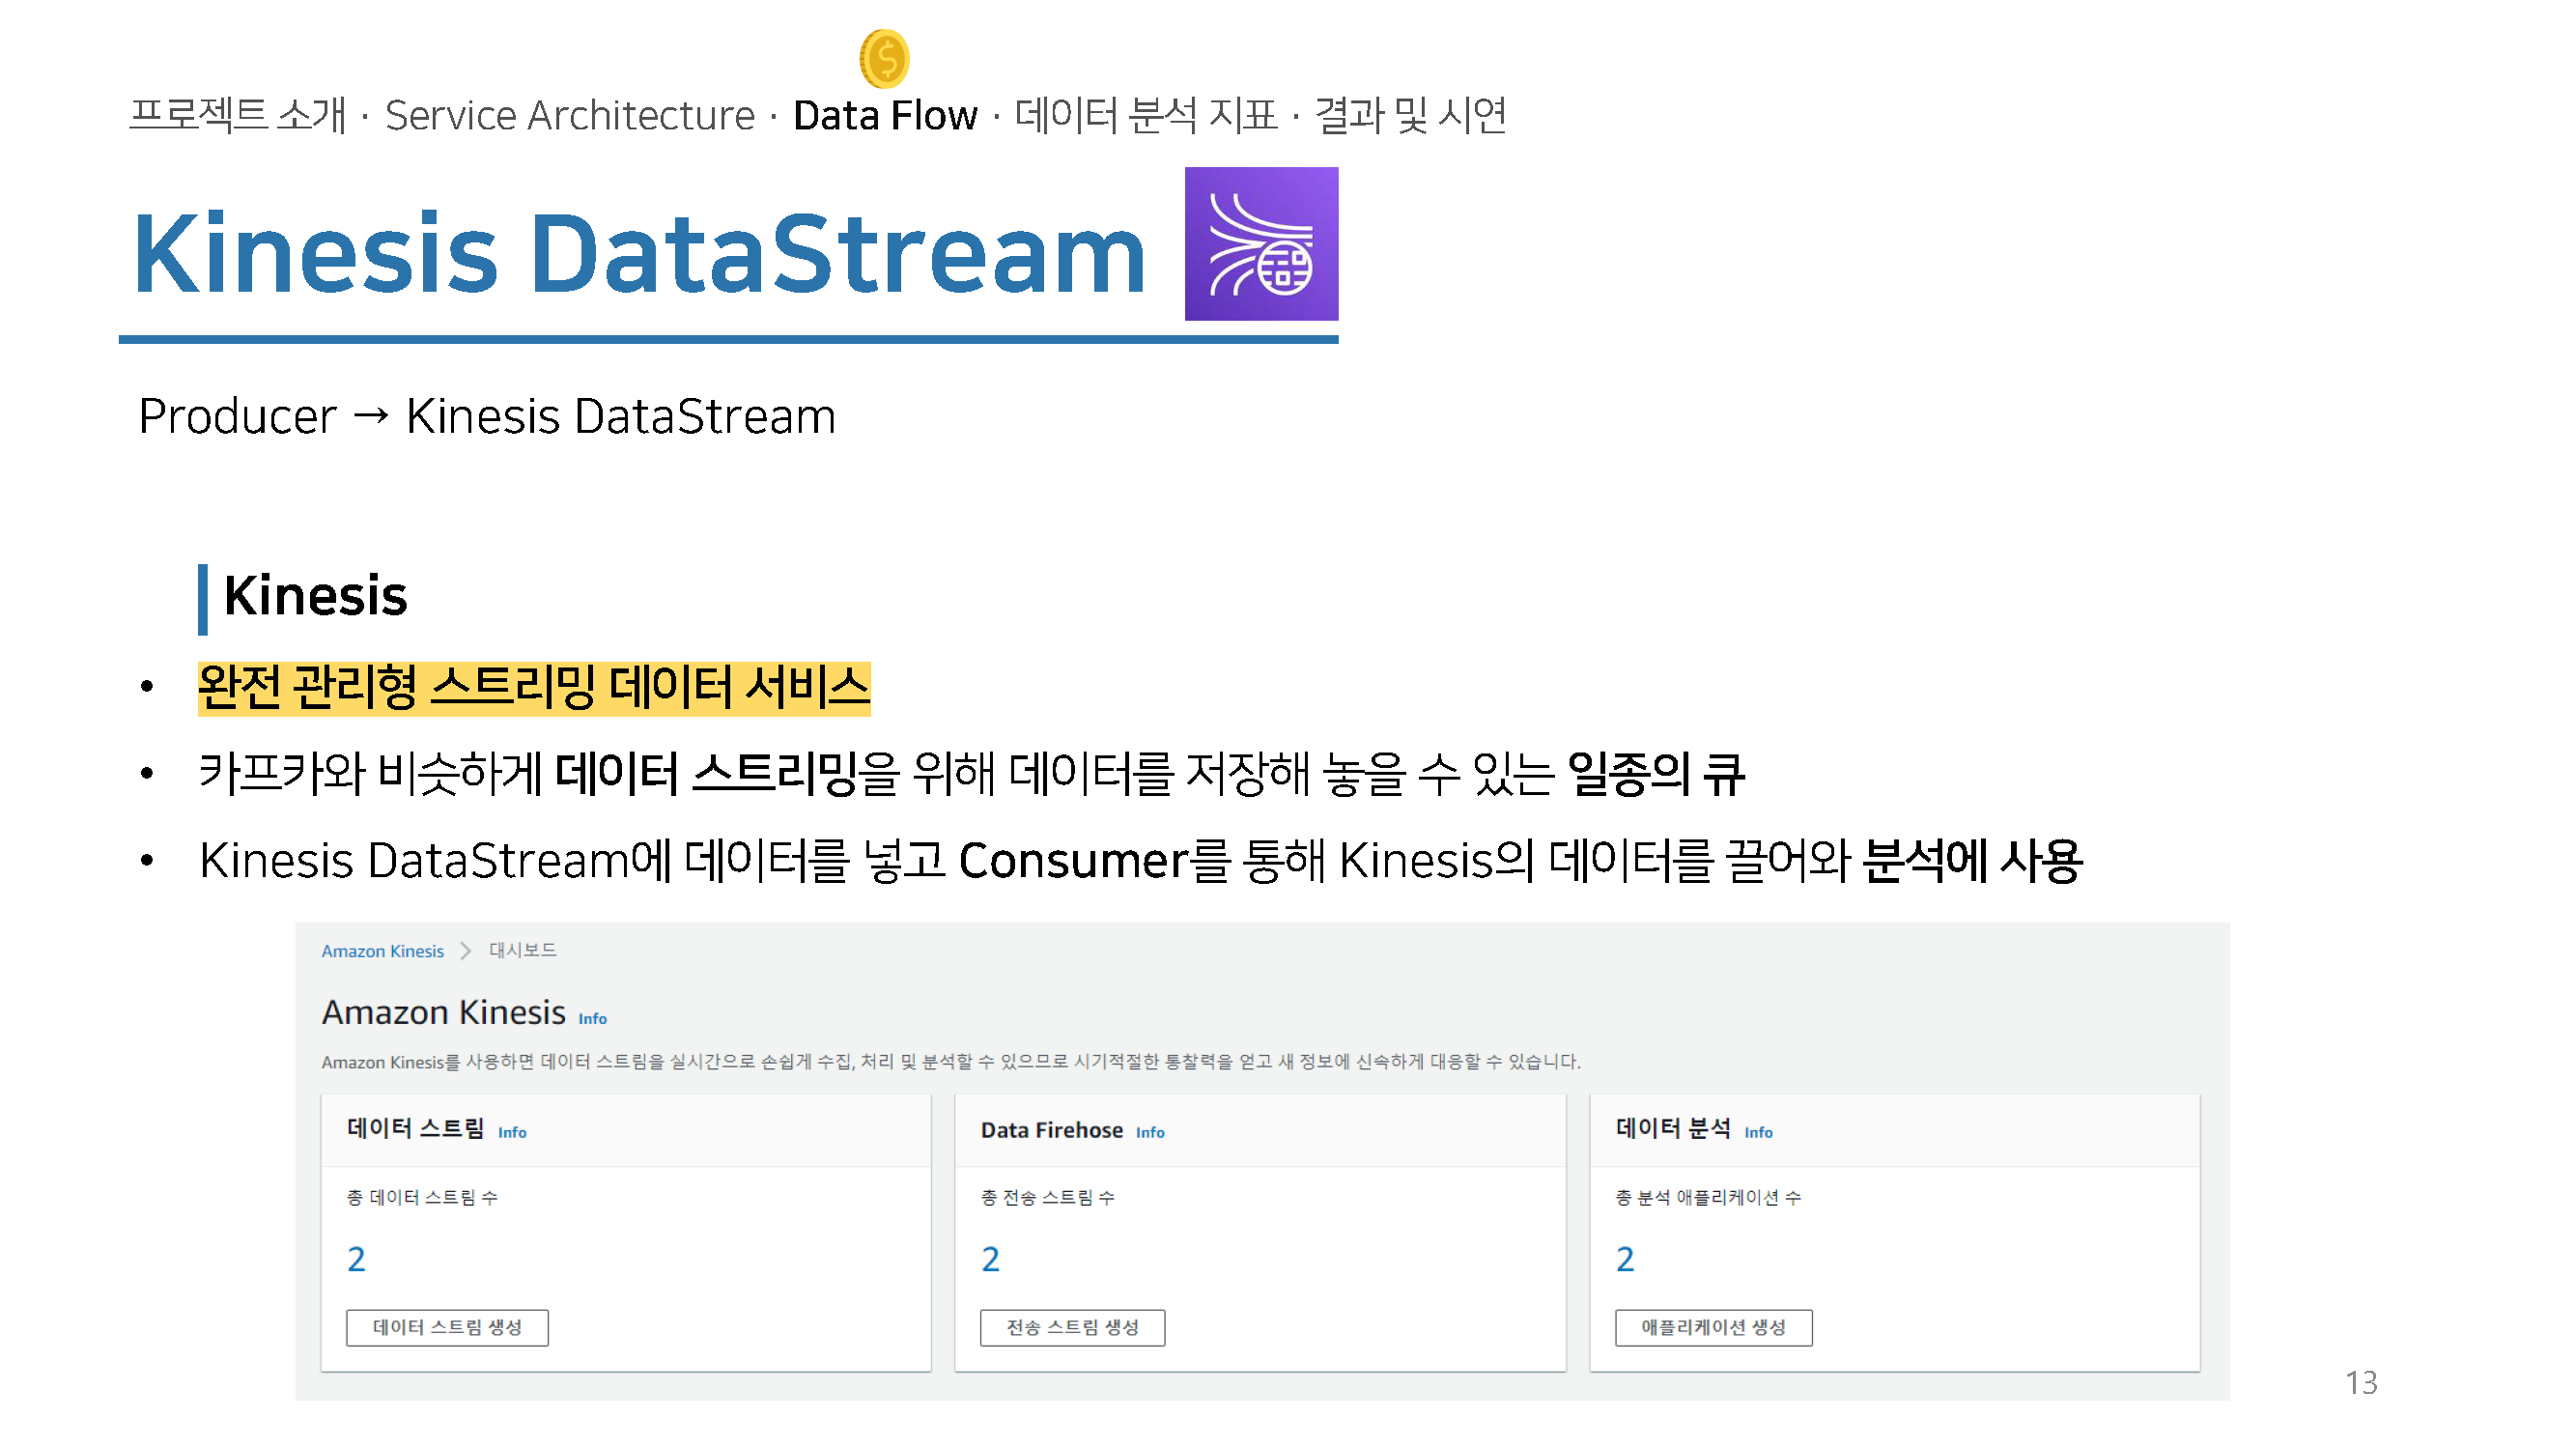 프로젝트 소개 · Service Architecture · Data Flow · 데이터 분석 지표 · 결과 및 시연
Kinesis DataStream
Producer → Kinesis DataStream
Kinesis
• 완전 관리형 스트리밍 데이터 서비스
• 카프카와 비슷하게 데이터 스트리밍을 위해 데이터를 저장해 놓을 수 있는 일종의 큐
• Kinesis DataStream에 데이터를 넣고 Consumer를 통해 Kinesis의 데이터를 끌어와 분석에 사용
Amazon Kinesis > 대시보드
Amazon Kinesis Info
Amazon Kinesis를 사용하면 데이터 스트림을 실시간으로 손쉽게 수집, 처리 및 분석할 수 있으므로 시기적절한 통찰력을 얻고 새 정보에 신속하게 대응할 수 있습니다.
데이터 스트림 Info
총 데이터 스트림 수
2
데이터 스트림 생성
Data Firehose Info
총 전송 스트림 수
2
전송 스트림 생성
데이터 분석 Info
총 분석 애플리케이션 수
2
애플리케이션 생성
13